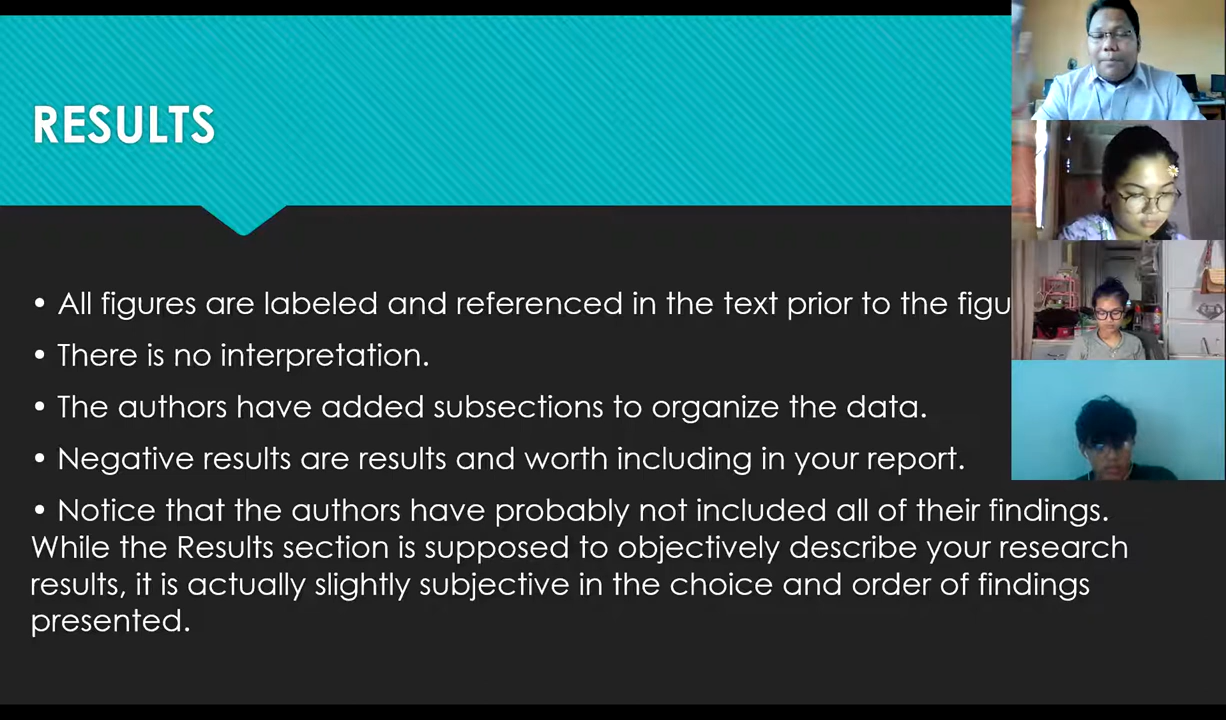 RESULTS
• All figures are labeled and referenced in the text prior to the
• There is no interpretation.
• The authors have added subsections to organize the data.
• Negative results are results and worth including in your report.
• Notice that the authors have probably not included all of their findings.
While the Results section is supposed to objectively describe your research
results, it is actually slightly subjective in the choice and order of findings
presented.